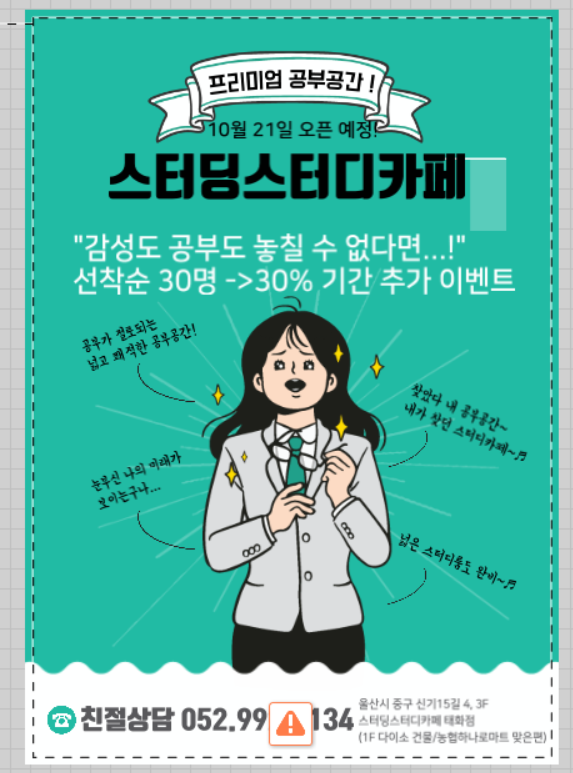 프리미엄 공부공간 !
10월 21일 오픈 예정!
스터딩스터디카페
"감성도 공부도 놓칠 수 없다면...!"
선착순 30명 ->30% 기간 추가 이벤트
공부가 절로되는
넓고 쾌적한 공부공간!
찾았다 내 공부공간~
내가 찾던 스터디카페~♬
눈부신 나의 미래가
보이는구나...
넓은 스터디룸도 완비~♬
친절상담 052.99 134
울산시 중구 신기15길 4, 3F
스터딩스터디카페 태화점
(1F 다이소 건물/농협하나로마트 맞은편)